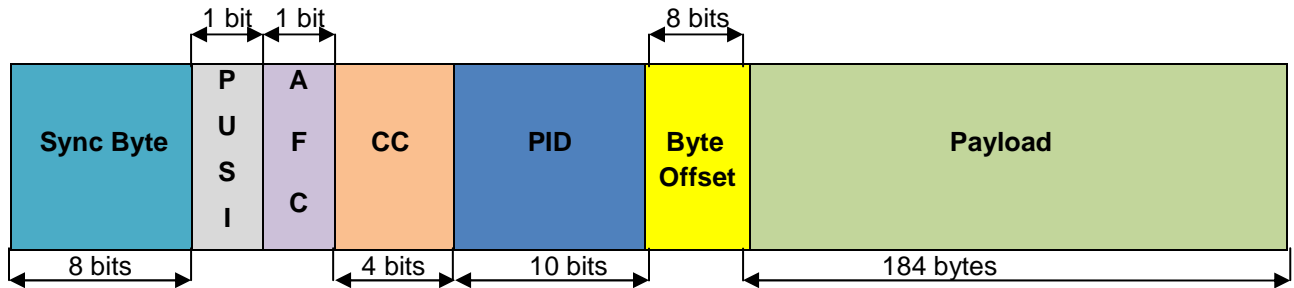 1 bit 1 bit 8 bits
Sync Byte
P
U
S
I
A
F
C
CC
PID
Byte
Offset
Payload
8 bits 4 bits 10 bits 184 bytes